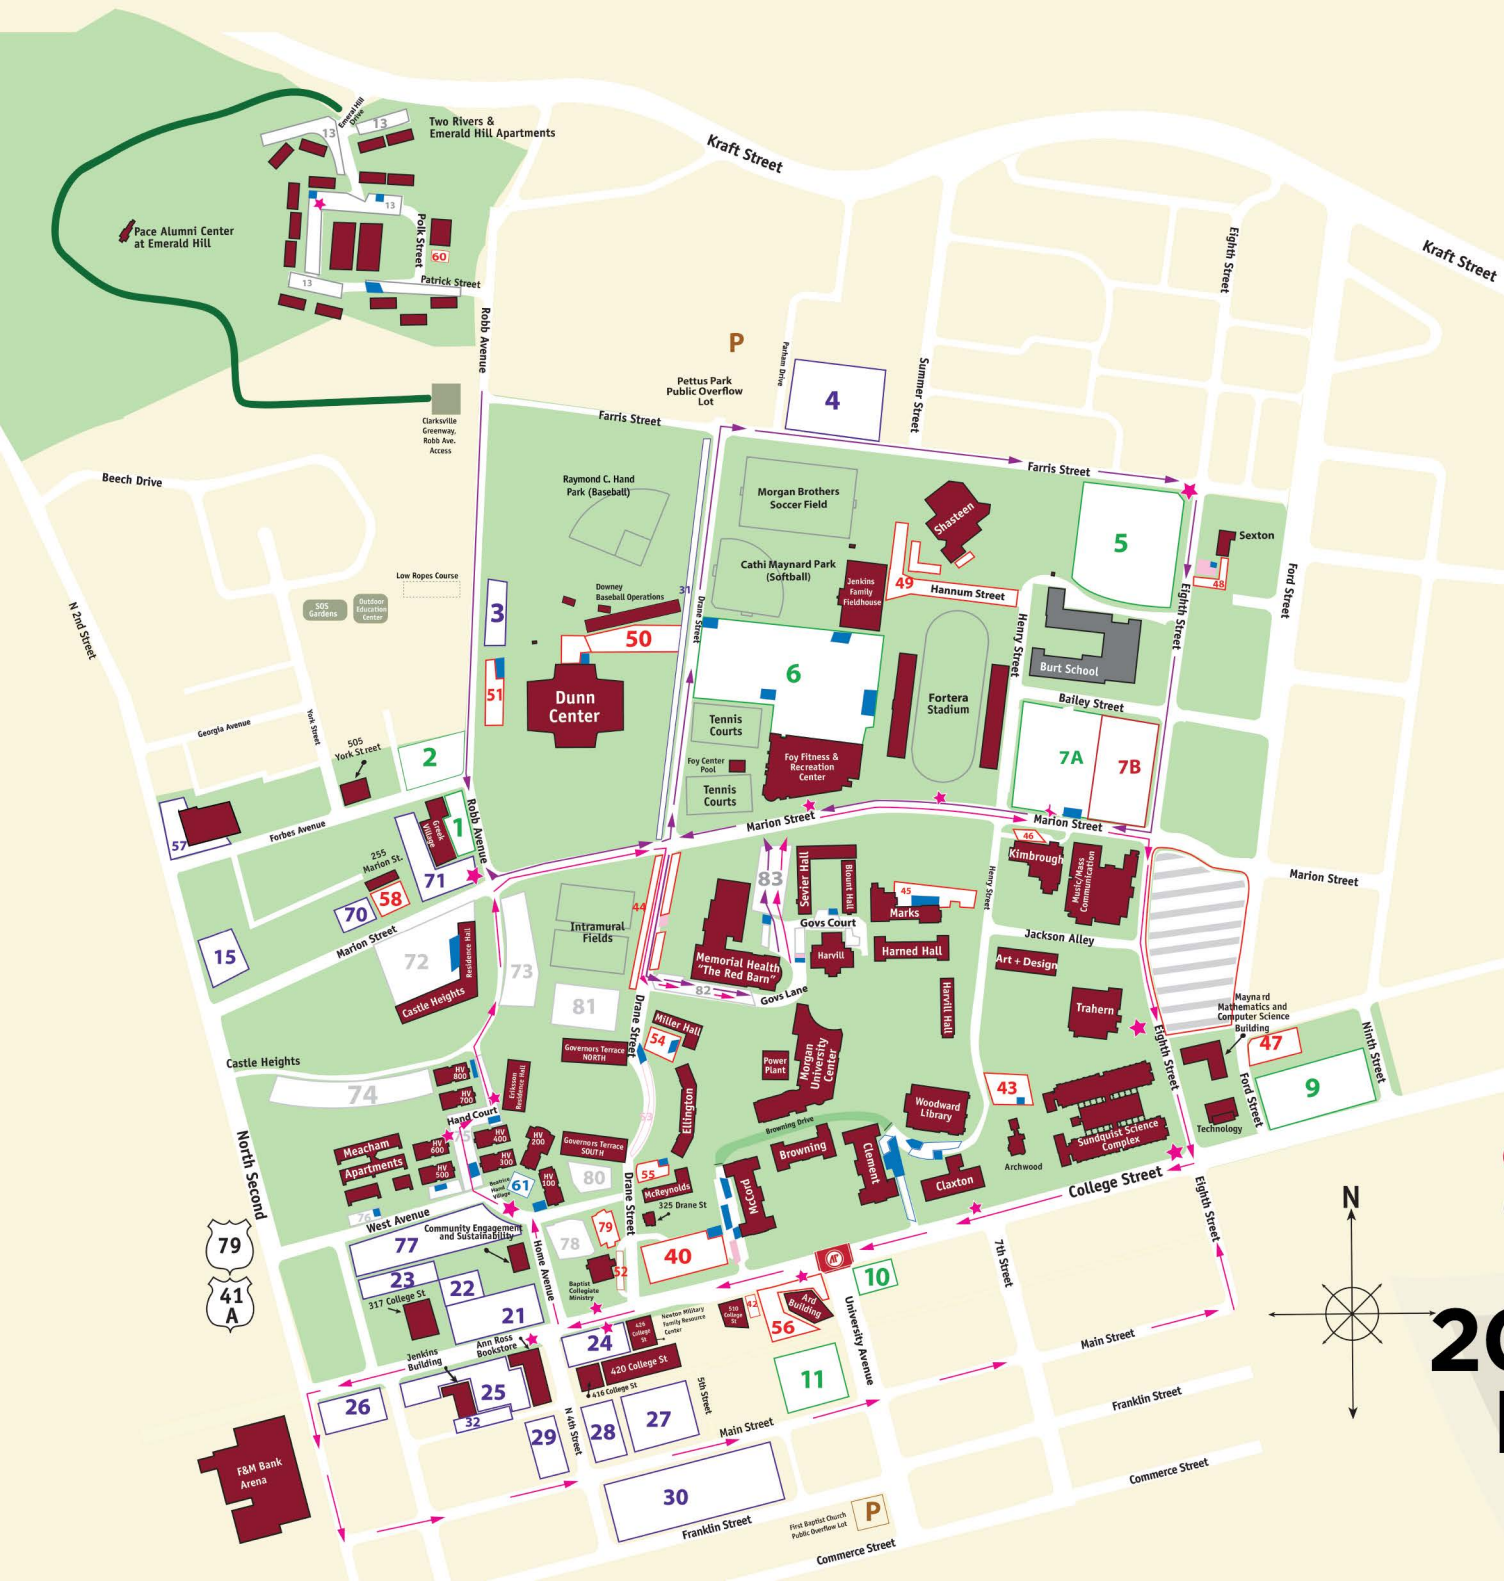 Emerald Hill
Drive
13
13
Two Rivers &
Emerald Hill Apartments
Kraft Street
13
Polk Street
60
Pace Alumni Center
at Emerald Hill
Patrick Street
13
Eighth Street
Kraft Street
Robb Avenue
P
Parham Drive
Pettus Park
Public Overflow
Lot
4
Summer Street
Clarksville
Greenway,
Robb Ave.
Access
Farris Street
Farris Street
Beech Drive
Raymond C. Hand
Park (Baseball)
Morgan Brothers
Soccer Field
Shasteen
5
Sexton
48
Cathi Maynard Park
(Softball)
Jenkins
Family
Fieldhouse
49
Hannum Street
Low Ropes Course
SOS
Gardens
Outdoor
Education
Center
Downey
Baseball Operations
31
Drane Street
3
50
Ford Street
Eighth Street
Henry Street
N 2nd Street
Burt School
6
51
Dunn
Center
Fortera
Stadium
Bailey Street
Tennis
Courts
Georgia Avenue
York Street
505
York Street
2
Foy Center
Pool
Foy Fitness &
Recreation
Center
7A
7B
Tennis
Courts
Marion Street
Marion Street
Forbes Avenue
57
Greek
Village
1
Robb Avenue
255
Marion St.
58
71
70
46
Kimbrough
Music/Mass
Communication
Marion Street
83
Sevier Hall
Blount Hall
45
Marks
Henry Street
44
Intramural
Fields
Govs Court
Marion Street
15
72
Residence Hall
Castle Heights
73
Memorial Health
"The Red Barn"
Harvill
Harned Hall
Jackson Alley
Art + Design
82
Govs Lane
81
Harvill Hall
Trahern
Maynard
Mathematics and
Computer Science
Building
47
Drane Street
Miller Hall
54
Governors Terrace
NORTH
Power
Plant
Morgan
University
Center
Eighth Street
Ninth Street
Castle Heights
74
HV
800
HV
700
Eriksson
Residence Hall
Ellington
Woodward
Library
43
Ford Street
9
Hand Court
53
Browning Drive
Technology
Sundquist Science
Complex
Meacham
Apartments
HV
600
HV
400
HV
200
Governors Terrace
SOUTH
Browning
Clement
Archwood
HV
500
HV
300
HV
100
Beatrice
Hand
Village
61
80
55
McReynolds
McCord
Claxton
College Street
North Second
76
West Avenue
Drane Street
325 Drane St
Eighth Street
N
79
41
A
77
Community Engagement
and Sustainability
Home Avenue
78
79
40
7th Street
23
22
317 College St
21
Baptist
Collegiate
Ministry
52
AP
10
Newton Military
Family Resource
Center
510
College
St
42
Ard
Building
56
University Avenue
Main Street
Ann Ross
Bookstore
Jenkins
Building
24
426
College
St
420 College St
416 College St
11
20
26
25
32
5th Street
Franklin Street
29
N 4th Street
28
27
Main Street
F&M Bank
Arena
30
Franklin Street
First Baptist Church
Public Overflow Lot
P
Commerce Street
Commerce Street